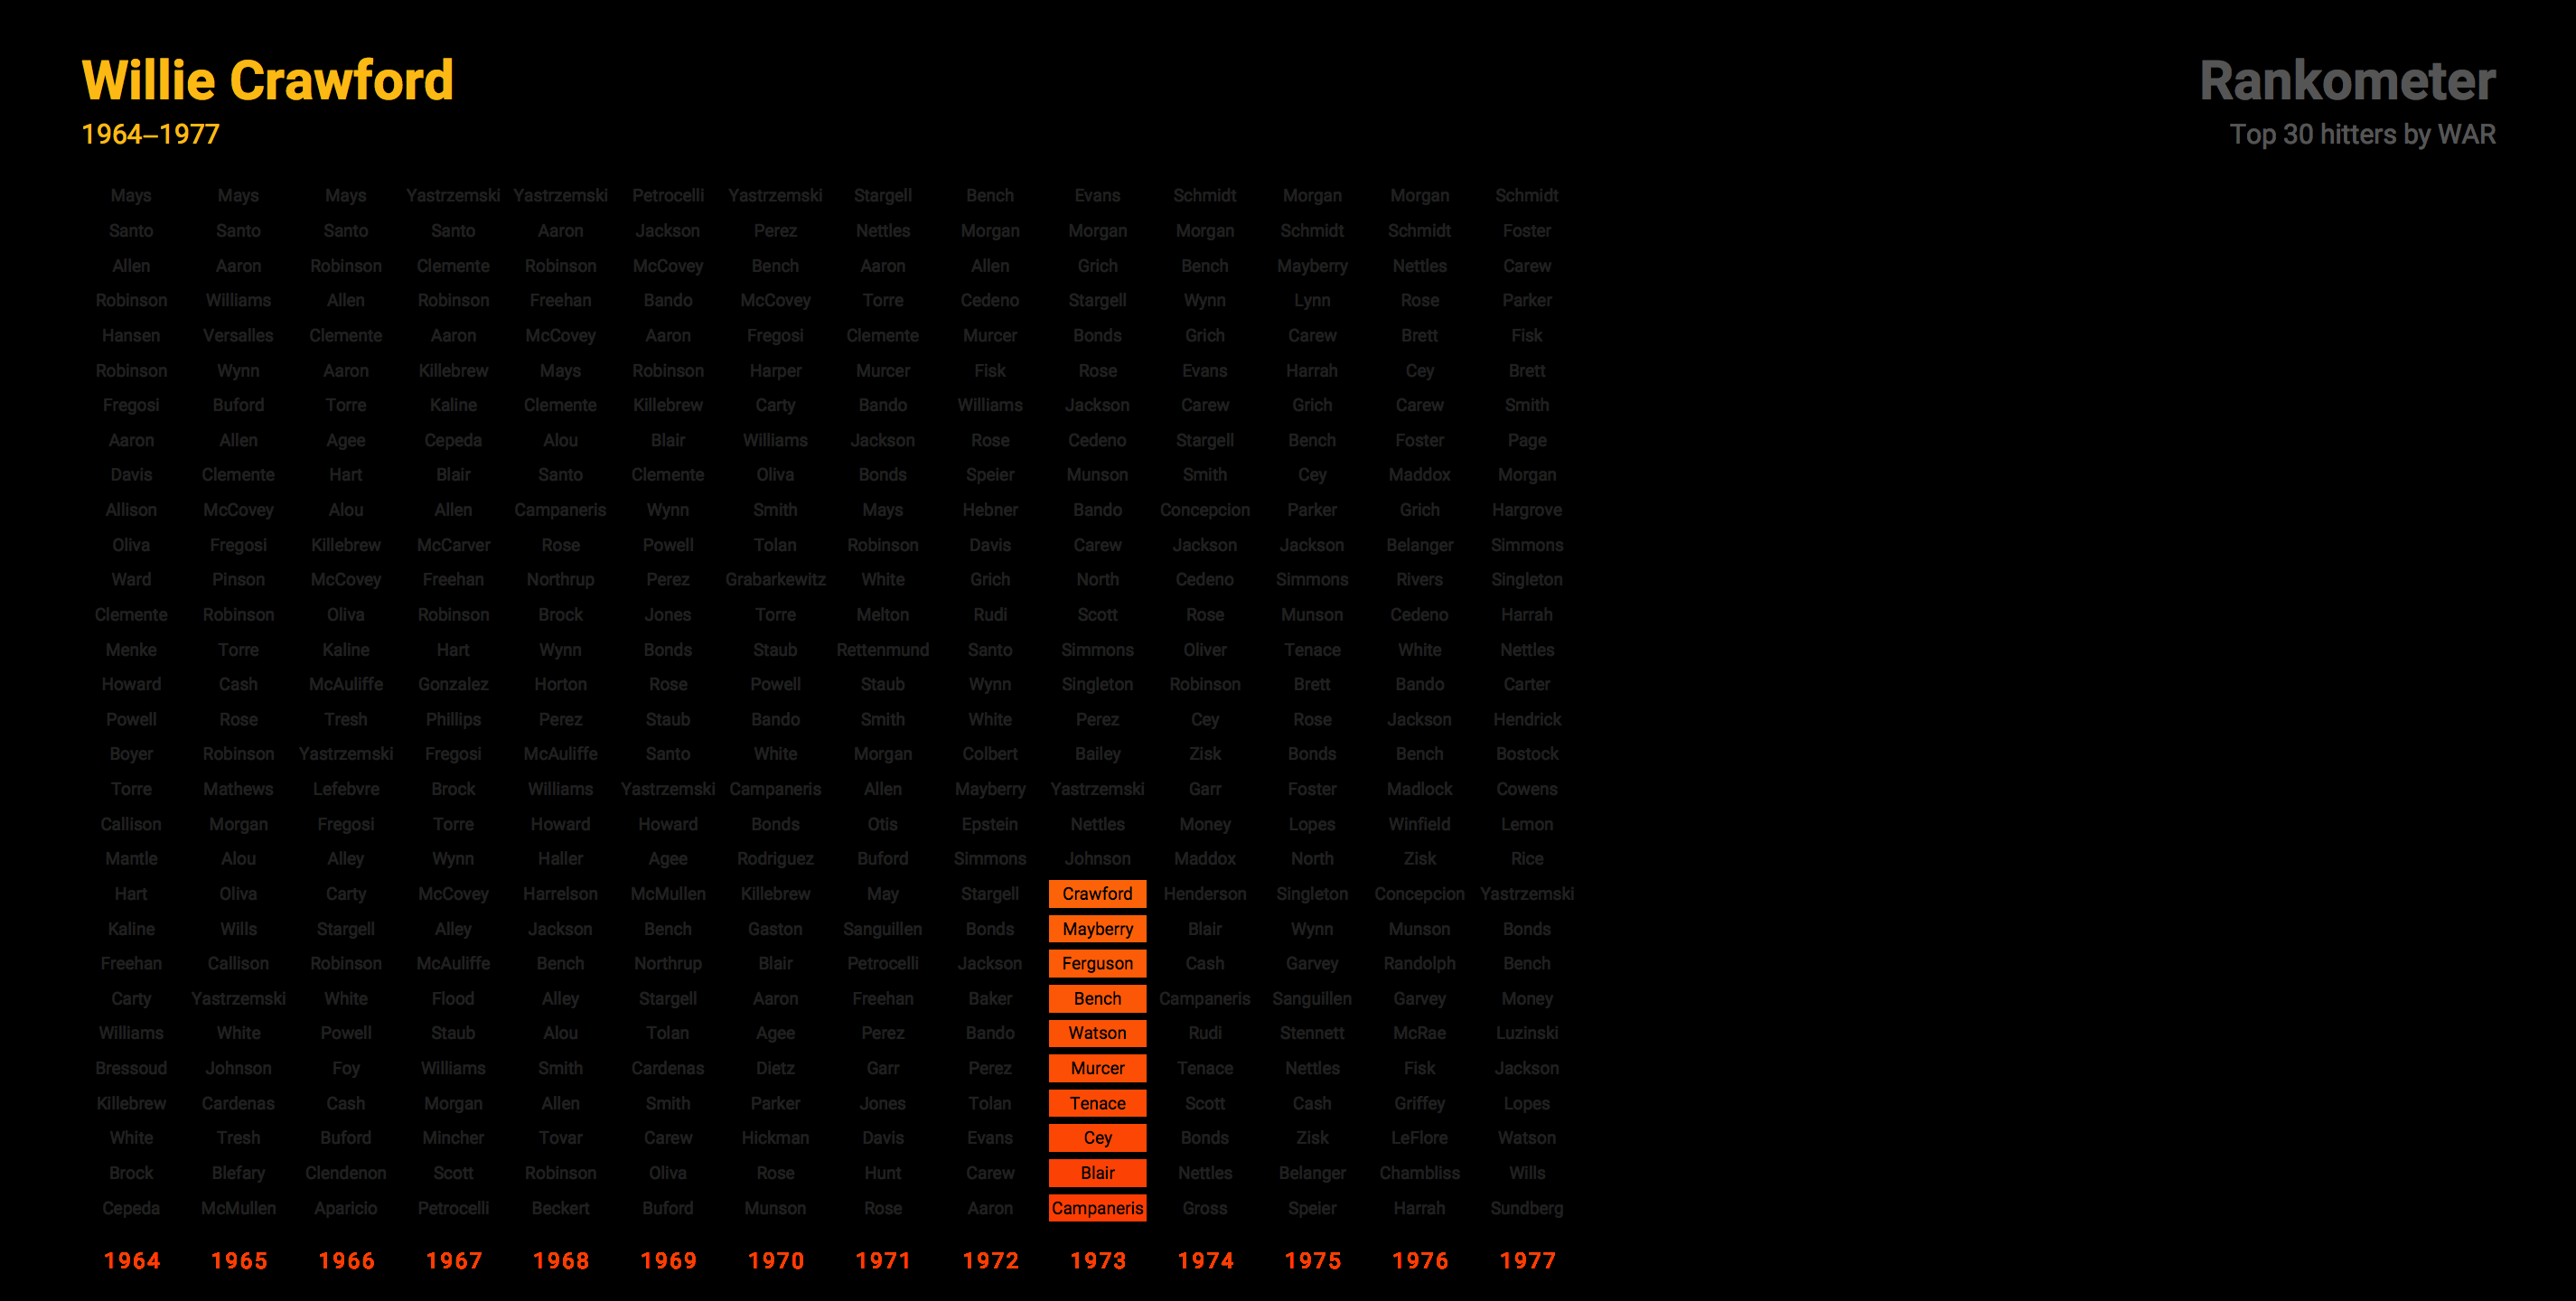 Willie Crawford
1964–1977
Rankometer
Top 30 hitters by WAR
Mays Mays Mays Yastrzemski Yastrzemski Petrocelli Yastrzemski Stargell Bench Evans Schmidt Morgan Morgan Schmidt
Santo Santo Santo Santo Aaron Jackson Perez Nettles Morgan Morgan Morgan Schmidt Schmidt Foster
Allen Aaron Robinson Clemente Robinson McCovey Bench Aaron Allen Grich Bench Mayberry Nettles Carew
Robinson Williams Allen Robinson Freehan Bando McCovey Torre Cedeno Stargell Wynn Lynn Rose Parker
Hansen Versalles Clemente Aaron McCovey Aaron Fregosi Clemente Murcer Bonds Grich Carew Brett Fisk
Robinson Wynn Aaron Killebrew Mays Robinson Harper Murcer Fisk Rose Evans Harrah Cey Brett
Fregosi Buford Torre Kaline Clemente Killebrew Carty Bando Williams Jackson Carew Grich Carew Smith
Aaron Allen Agee Cepeda Alou Blair Williams Jackson Rose Cedeno Stargell Bench Foster Page
Davis Clemente Hart Blair Santo Clemente Oliva Bonds Speier Munson Smith Cey Maddox Morgan
Allison McCovey Alou Allen Campaneris Wynn Smith Mays Hebner Bando Concepcion Parker Grich Hargrove
Oliva Fregosi Killebrew McCarver Rose Powell Tolan Robinson Davis Carew Jackson Jackson Belanger Simmons
Ward Pinson McCovey Freehan Northrup Perez Grabarkewitz White Grich North Cedeno Simmons Rivers Singleton
Clemente Robinson Oliva Robinson Brock Jones Torre Melton Rudi Scott Rose Munson Cedeno Harrah
Menke Torre Kaline Hart Wynn Bonds Staub Rettenmund Santo Simmons Oliver Tenace White Nettles
Howard Cash McAuliffe Gonzalez Horton Rose Powell Staub Wynn Singleton Robinson Brett Bando Carter
Powell Rose Tresh Phillips Perez Staub Bando Smith White Perez Cey Rose Jackson Hendrick
Boyer Robinson Yastrzemski Fregosi McAuliffe Santo White Morgan Colbert Bailey Zisk Bonds Bench Bostock
Torre Mathews Lefebvre Brock Williams Yastrzemski Campaneris Allen Mayberry Yastrzemski Garr Foster Madlock Cowens
Callison Morgan Fregosi Torre Howard Howard Bonds Otis Epstein Nettles Money Lopes Winfield Lemon
Mantle Alou Alley Wynn Haller Agee Rodriguez Buford Simmons Johnson Maddox North Zisk Rice
Hart Oliva Carty McCovey Harrelson McMullen Killebrew May Stargell Crawford Henderson Singleton Concepcion Yastrzemski
Kaline Wills Stargell Alley Jackson Bench Gaston Sanguillen Bonds Mayberry Blair Wynn Munson Bonds
Freehan Callison Robinson McAuliffe Bench Northrup Blair Petrocelli Jackson Ferguson Cash Garvey Randolph Bench
Carty Yastrzemski White Flood Alley Stargell Aaron Freehan Baker Bench Campaneris Sanguillen Garvey Money
Williams White Powell Staub Alou Tolan Agee Perez Bando Watson Rudi Stennett McRae Luzinski
Bressoud Johnson Foy Williams Smith Cardenas Dietz Garr Perez Murcer Tenace Nettles Fisk Jackson
Killebrew Cardenas Cash Morgan Allen Smith Parker Jones Tolan Tenace Scott Cash Griffey Lopes
White Tresh Buford Mincher Tovar Carew Hickman Davis Evans Cey Bonds Zisk LeFlore Watson
Brock Blefary Clendenon Scott Robinson Oliva Rose Hunt Carew Blair Nettles Belanger Chambliss Wills
Cepeda McMullen Aparicio Petrocelli Beckert Buford Munson Rose Aaron Campaneris Gross Speier Harrah Sundberg
1964 1965 1966 1967 1968 1969 1970 1971 1972 1973 1974 1975 1976 1977